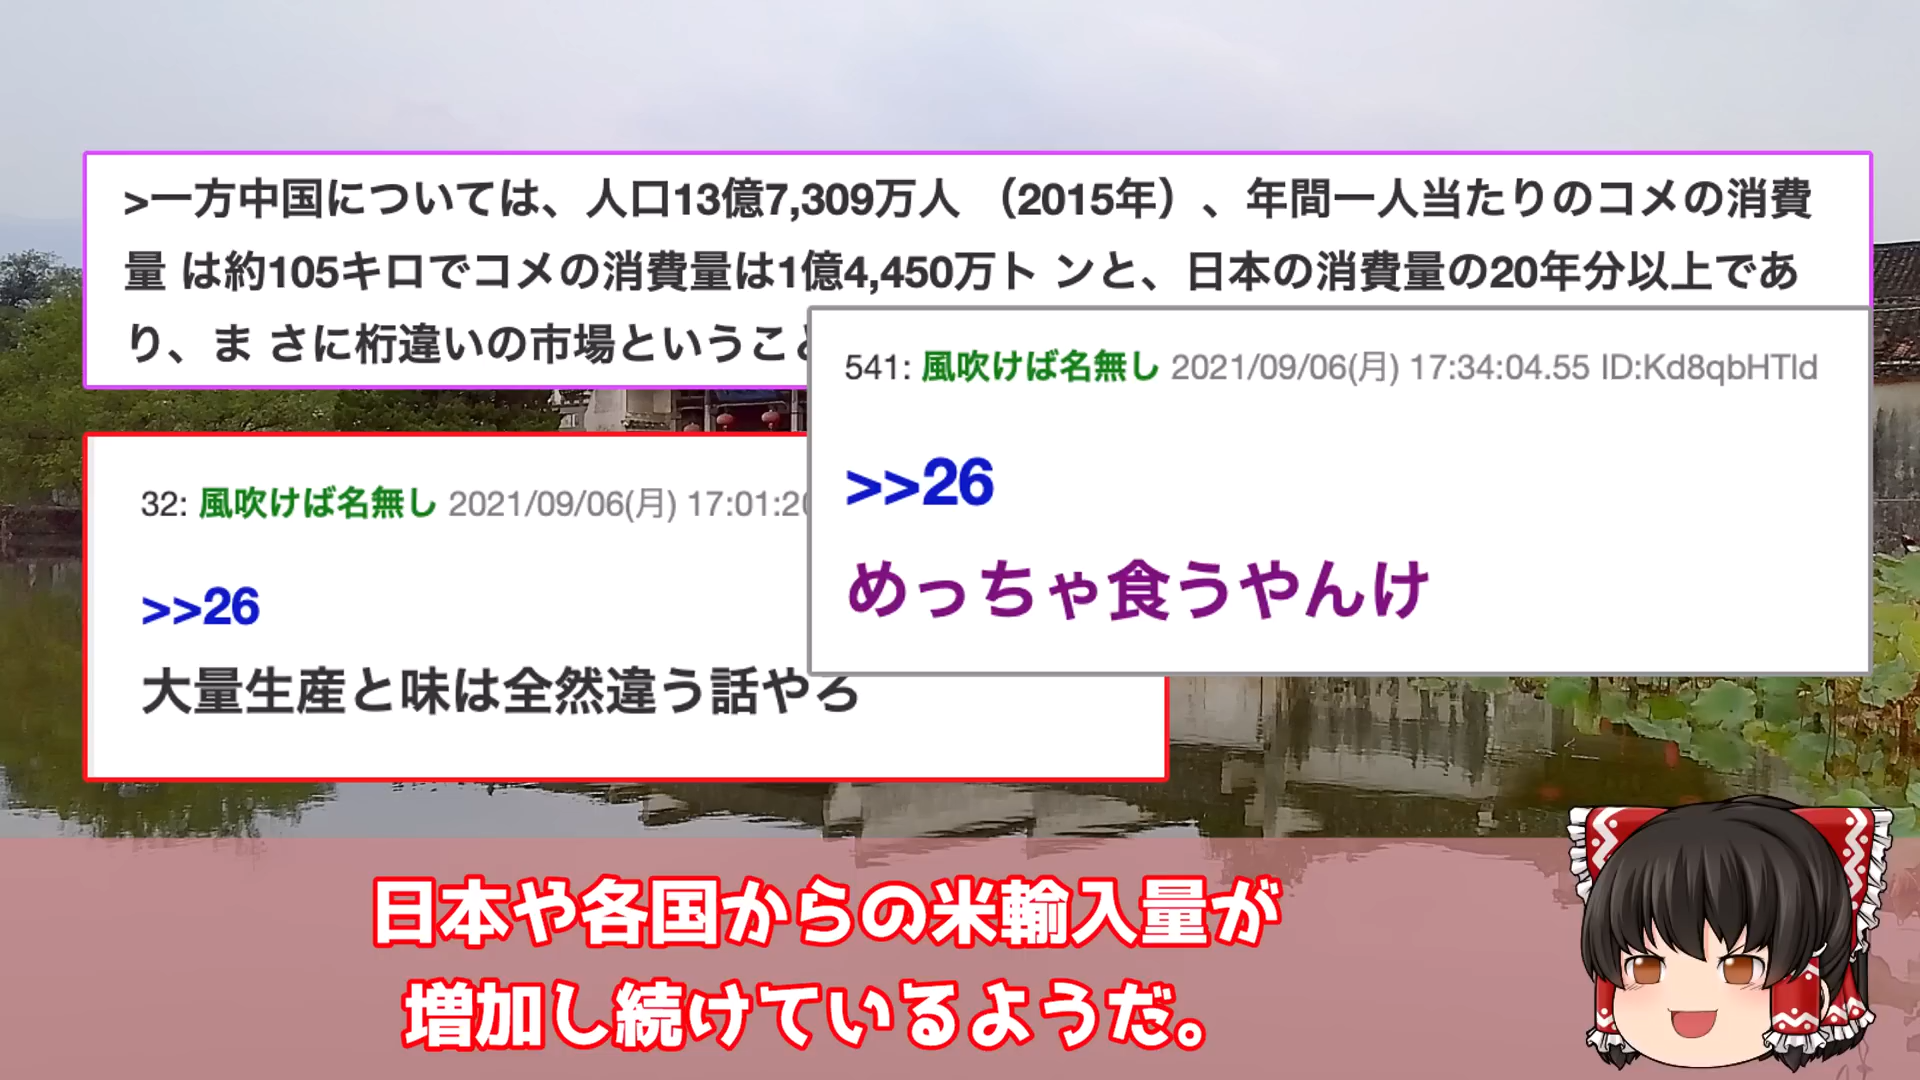 >一方中国については、人口13億7,309万人 （2015年）、年間一人当たりのコメの消費
量 は約105キロでコメの消費量は1億4,450万ト ンと、日本の消費量の20年分以上であ
り、ま さに桁違いの市場というこ
541: 風吹けば名無し 2021/09/06(月) 17:34:04.55 ID:Kd8qbHTld
>>26
めっちゃ食うやんけ
32: 風吹けば名無し 2021/09/06(月) 17:01:2
>>26
大量生産と味は全然違う話やろ
日本や各国からの米輸入量が
増加し続けているようだ。